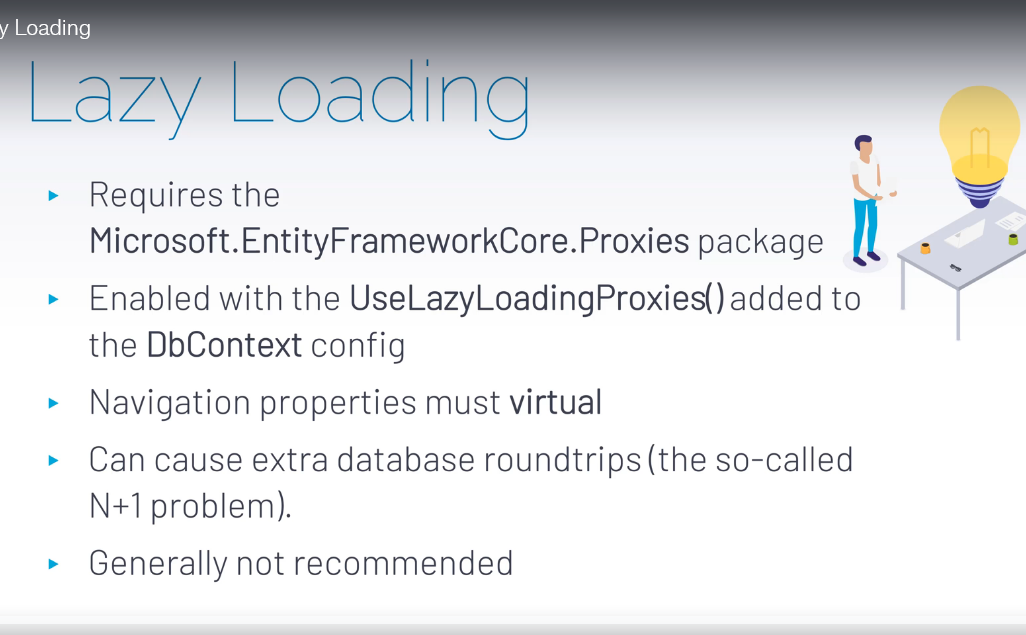 y Loading
Lazy Loading
Requires the
Microsoft.EntityFrameworkCore.Proxies package
Enabled with the UseLazyLoadingProxies() added to
the DbContext config
Navigation properties must virtual
Can cause extra database roundtrips (the so-called
N+1 problem).
Generally not recommended